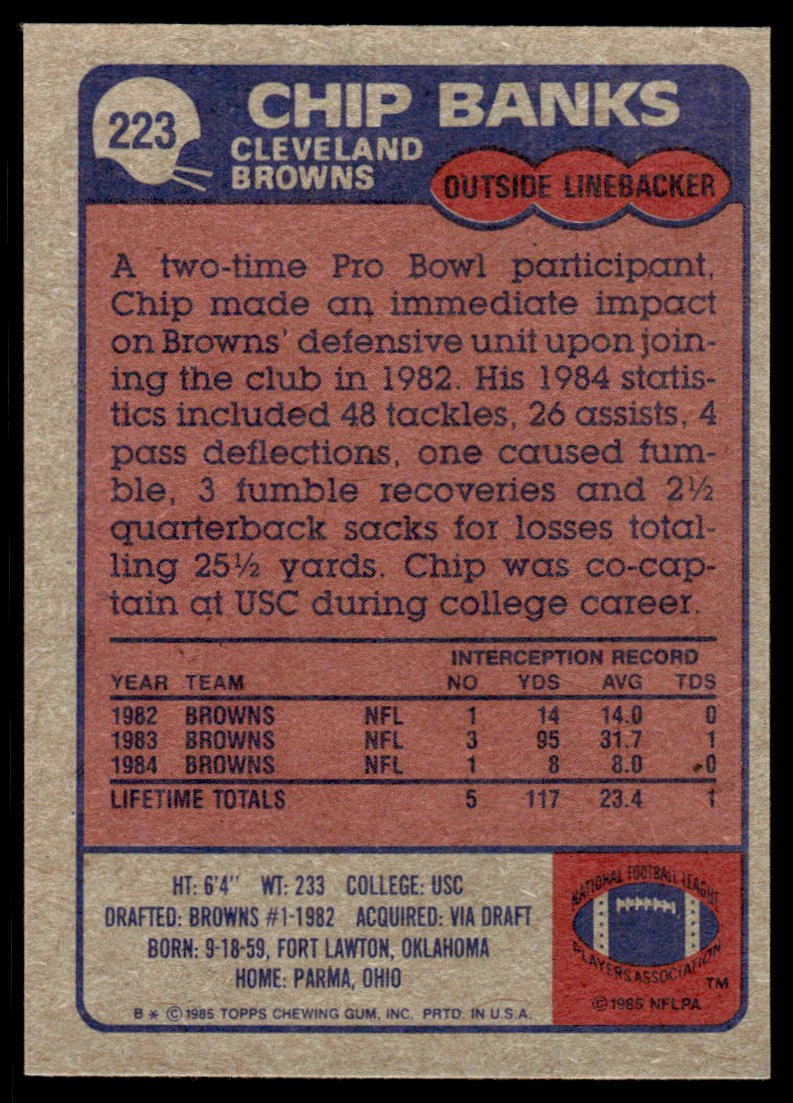 223
CHIP BANKS
CLEVELAND
BROWNS
OUTSIDE LINEBACKER
A two-time Pro Bowl participant,
Chip made an immediate impact
on Browns' defensive unit upon join-
ing the club in 1982. His 1984 statis-
tics included 48 tackles, 26 assists, 4
pass deflections, one caused fum-
ble, 3 fumble recoveries and 2½
quarterback sacks for losses total-
ling 25½ yards. Chip was co-cap-
tain at USC during college career.
INTERCEPTION RECORD
YEAR TEAM NO YDS AVG TDS
1982 BROWNS NFL 1 14 14.0 0
1983 BROWNS NFL 3 95 31.7 1
1984 BROWNS NFL 1 8 8.0 0
LIFETIME TOTALS 5 117 23.4 1
HT: 6'4" WT: 233 COLLEGE: USC
DRAFTED: BROWNS #1-1982 ACQUIRED: VIA DRAFT
BORN: 9-18-59, FORT LAWTON, OKLAHOMA
HOME: PARMA, OHIO
B * © 1985 TOPPS CHEWING GUM, INC. PRTD. IN U.S.A.
NATIONAL FOOTBALL LEAGUE
PLAYERS ASSOCIATION
TM
© 1985 NFLPA